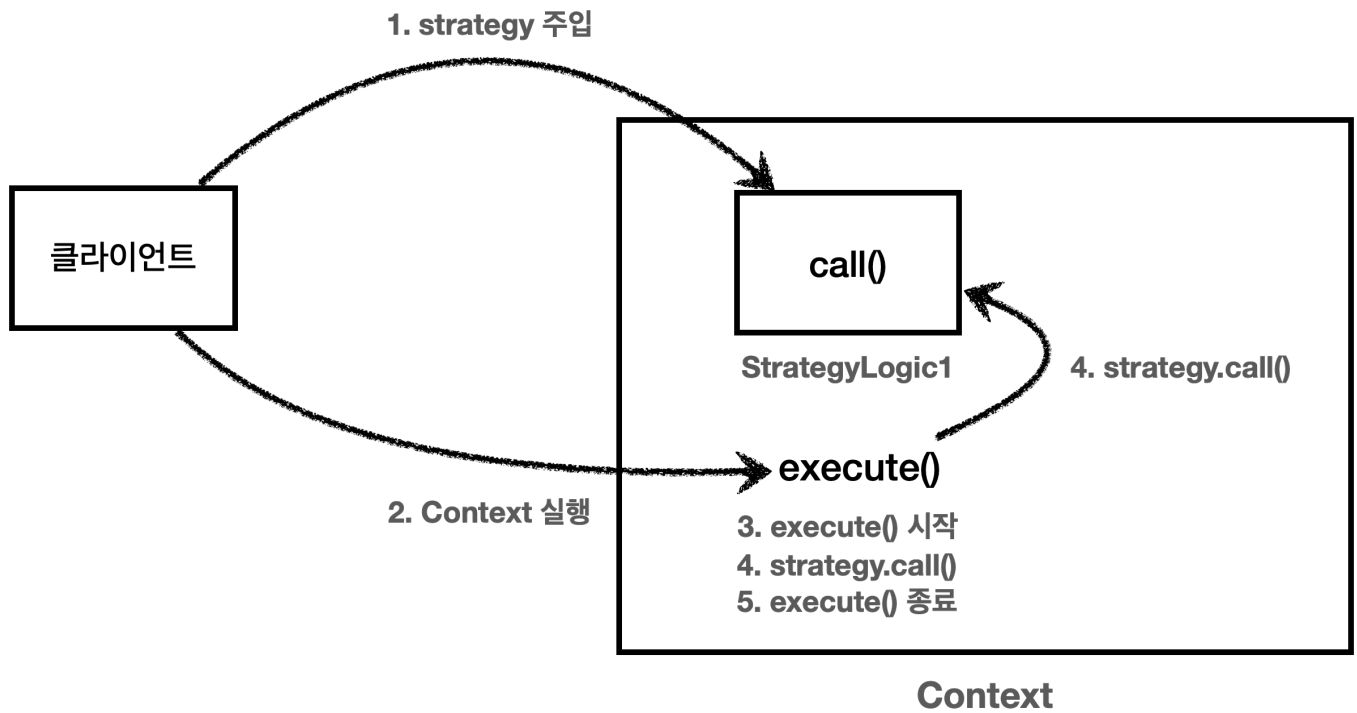 1. strategy 주입
클라이언트
call()
StrategyLogic1
4. strategy.call()
execute()
2. Context 실행
3. execute() 시작
4. strategy.call()
5. execute() 종료
Context